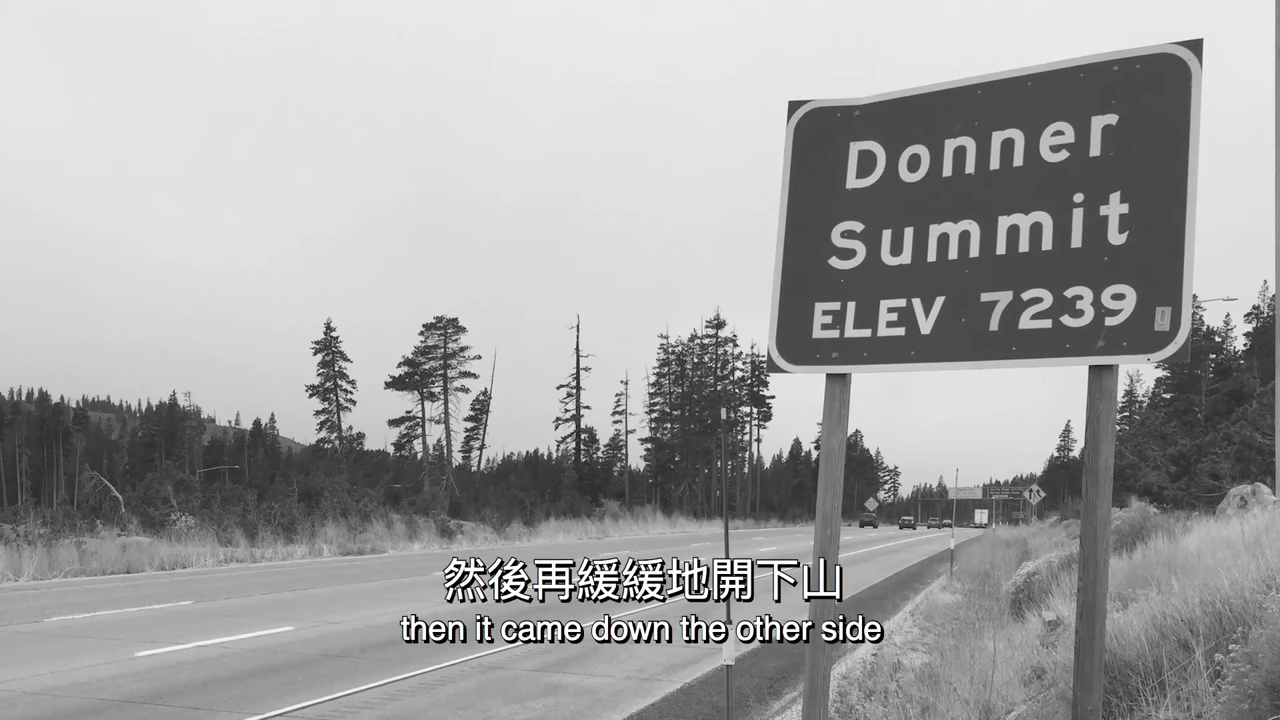 Donner
Summit
ELEV 7239
然後再緩緩地開下山
then it came down the other side